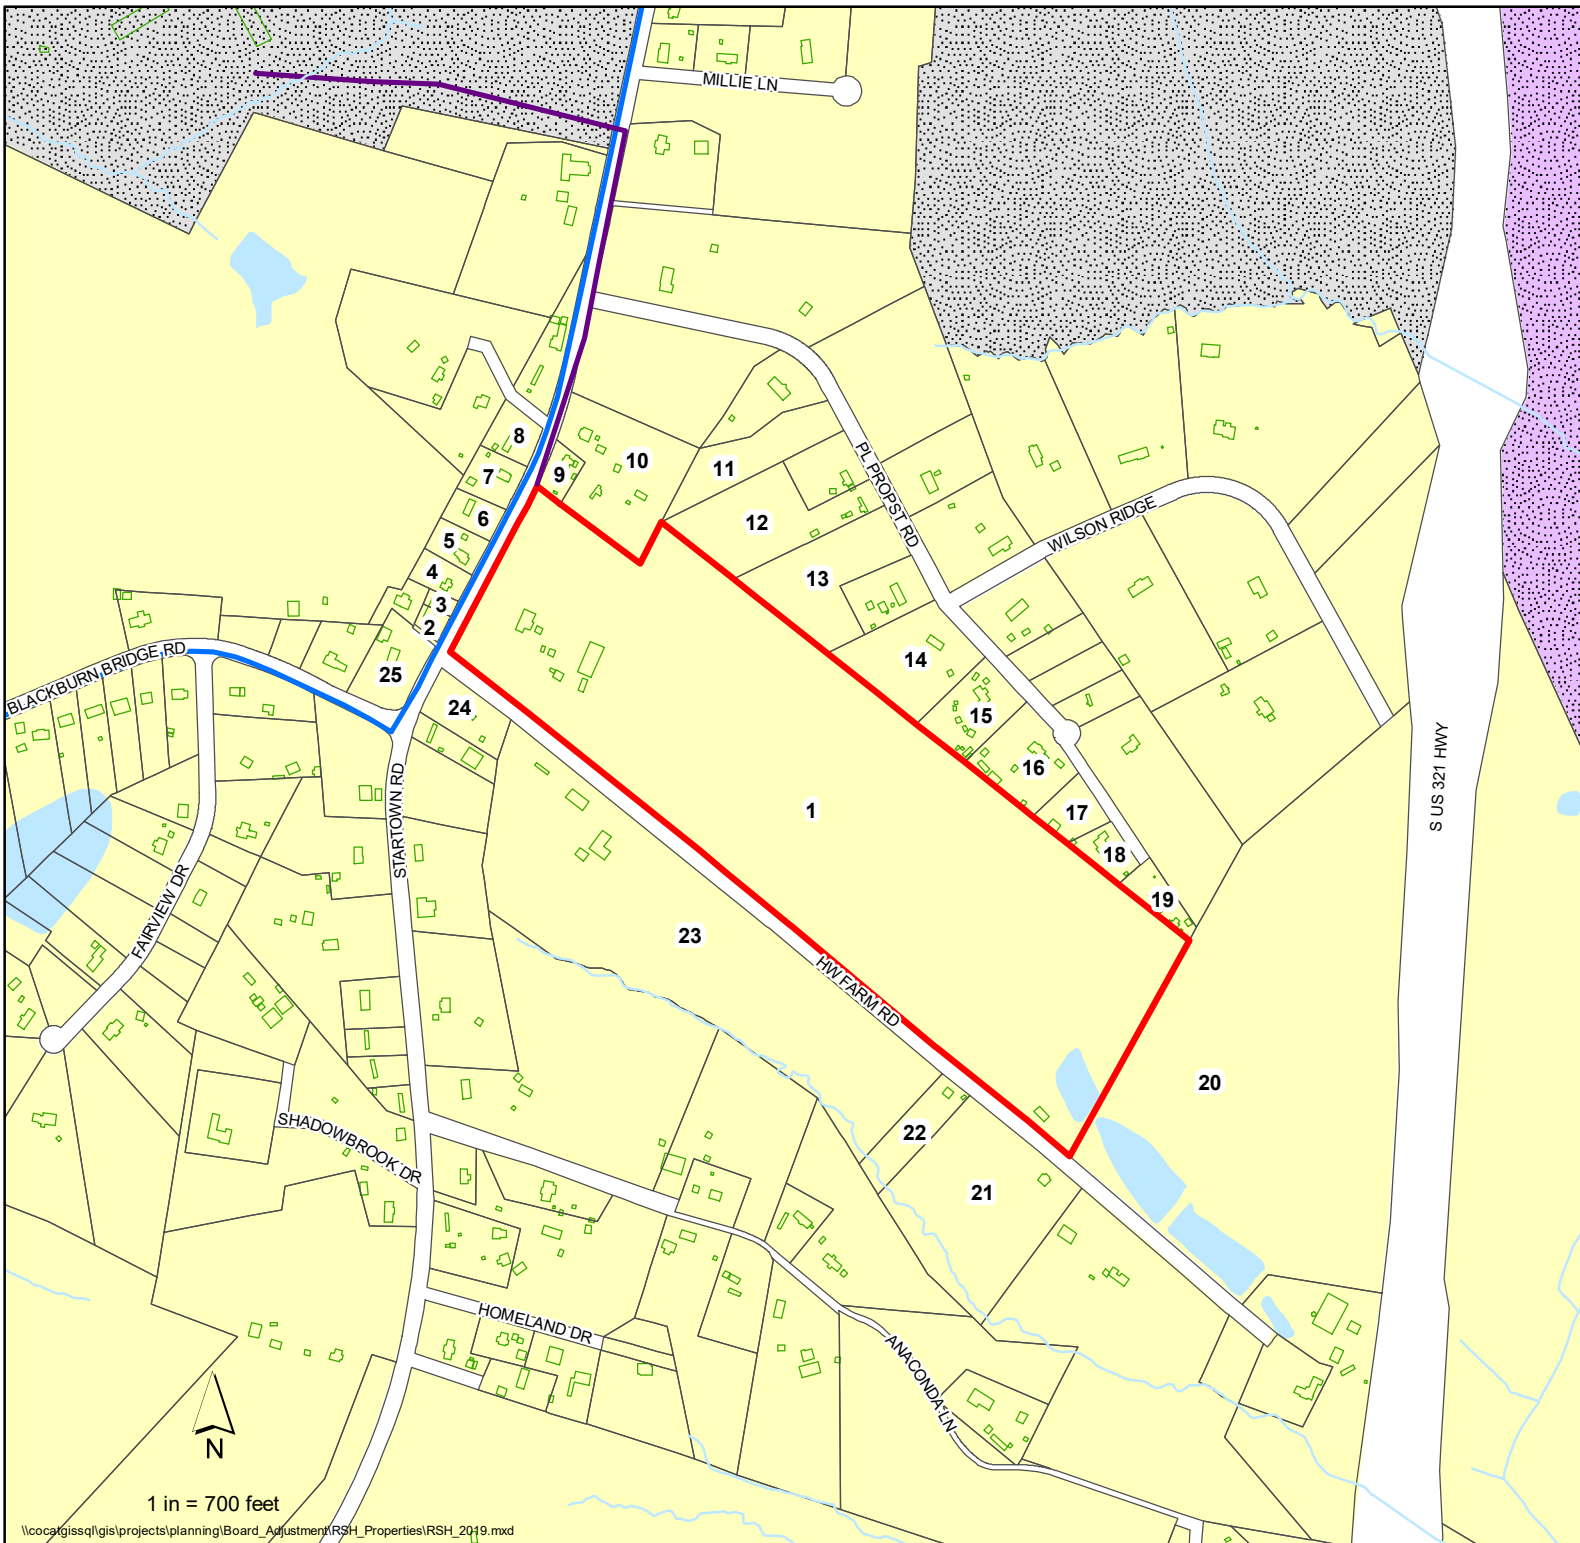 MILLIE LN
8
10
9
11
7
PL PROPST RD
12
6
WILSON RIDGE
5
4
13
3
2
BLACKBURN BRIDGE RD
25
14
24
15
S US 321 HWY
16
STARTOWN RD
1
17
18
19
FAIRVIEW DR
23
HW FARM RD
20
SHADOWBROOK DR
22
21
HOMELAND DR
ANACONDA LN
N
1 in = 700 feet
\\cocatgissql\gis\projects\planning\Board_Adjustment\RSH_Properties\RSH_2019.mxd